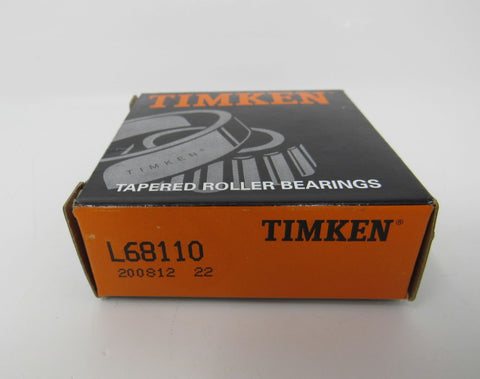 TIMKEN
TIMKEN®
TAPERED ROLLER BEARINGS
TIMKEN®
L68110
200812 22